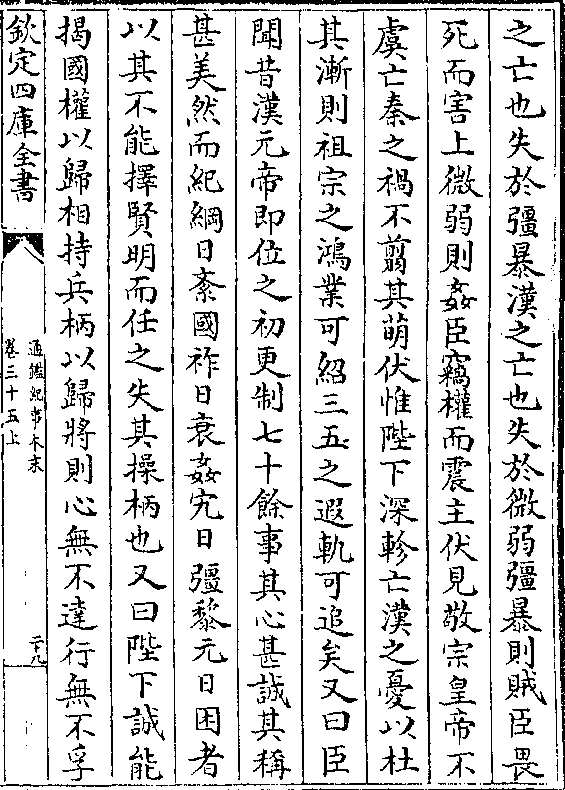 之亡也失於彊暴漢之亡也失於微弱彊暴則賊臣畏
死而害上微弱則姦臣竊權而震主伏見敬宗皇帝不
虞亡秦之禍不翦其萌伏惟陛下深軫亡漢之憂以杜
其漸則祖宗之鴻業可紹三五之遐軌可追矣又曰臣
聞昔漢元帝即位之初更制七十餘事其心甚誠其稱
甚美然而紀綱日紊國祚日衰姦宄日彊黎元日困者
以其不能擇賢明而任之失其操柄也又曰陛下誠能
揭國權以歸相持兵柄以歸將則心無不達行無不孚
欽定四庫全書
通鑑紀事本末
卷三十五上
二十九